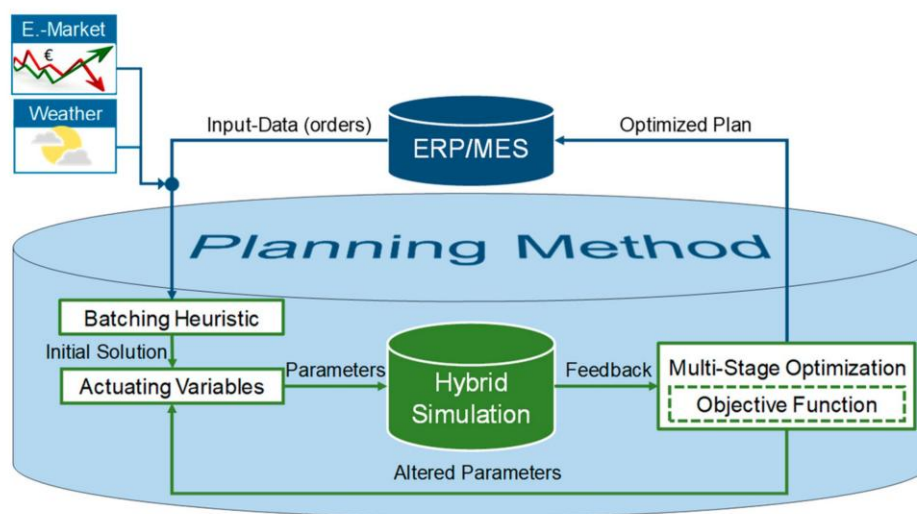 E.-Market
€
Weather
Input-Data (orders)
ERP/MES
Optimized Plan
Planning Method
Batching Heuristic
Initial Solution
Actuating Variables
Parameters
Hybrid
Simulation
Feedback
Multi-Stage Optimization
Objective Function
Altered Parameters